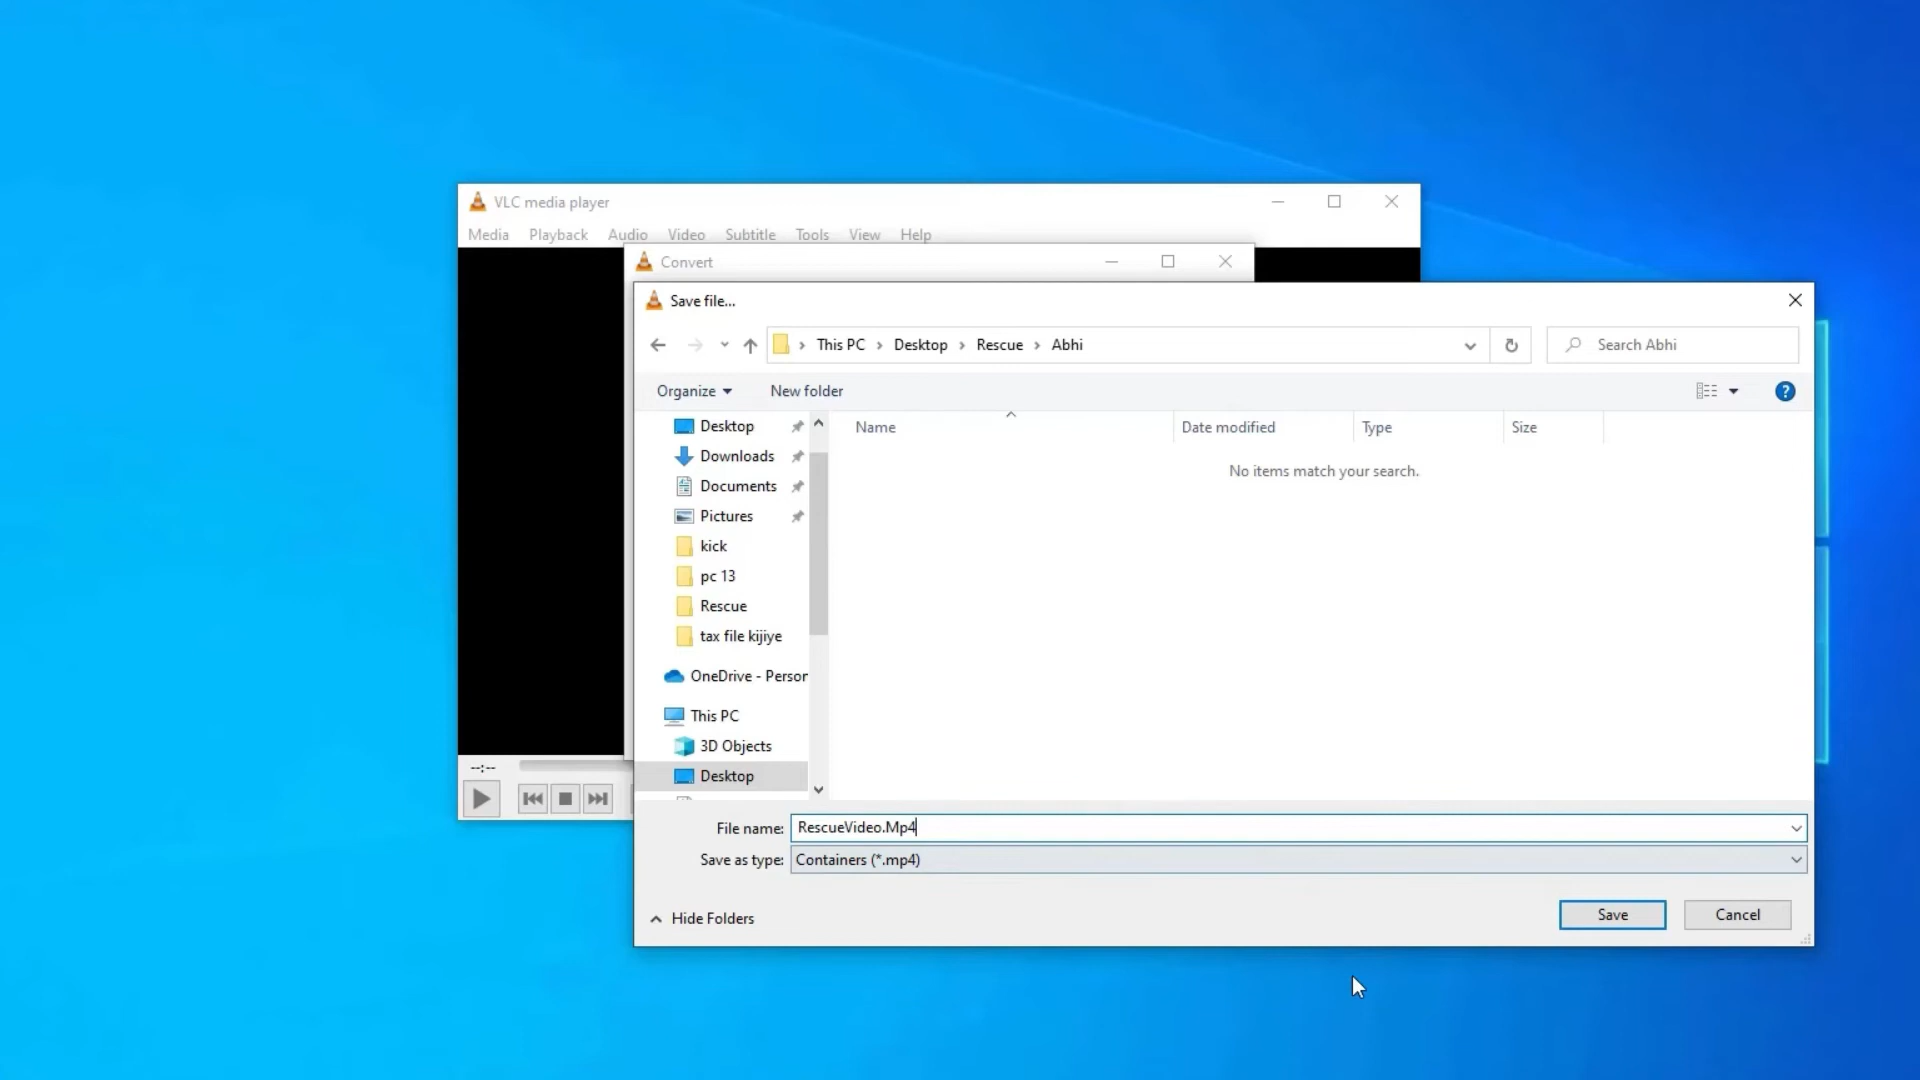 VLC media player
Media Playback Audio Video Subtitle Tools View Help
Convert
Save file...
This PC Desktop Rescue Abhi
Search Abhi
Organize New folder
?
Name Date modified Type Size
No items match your search.
Desktop
Downloads
Documents
Pictures
kick
pc 13
Rescue
tax file kijiye
OneDrive - Person
This PC
3D Objects
Desktop
--:--
File name: RescueVideo.Mp4
Save as type: Containers (*.mp4)
Hide Folders
Save Cancel